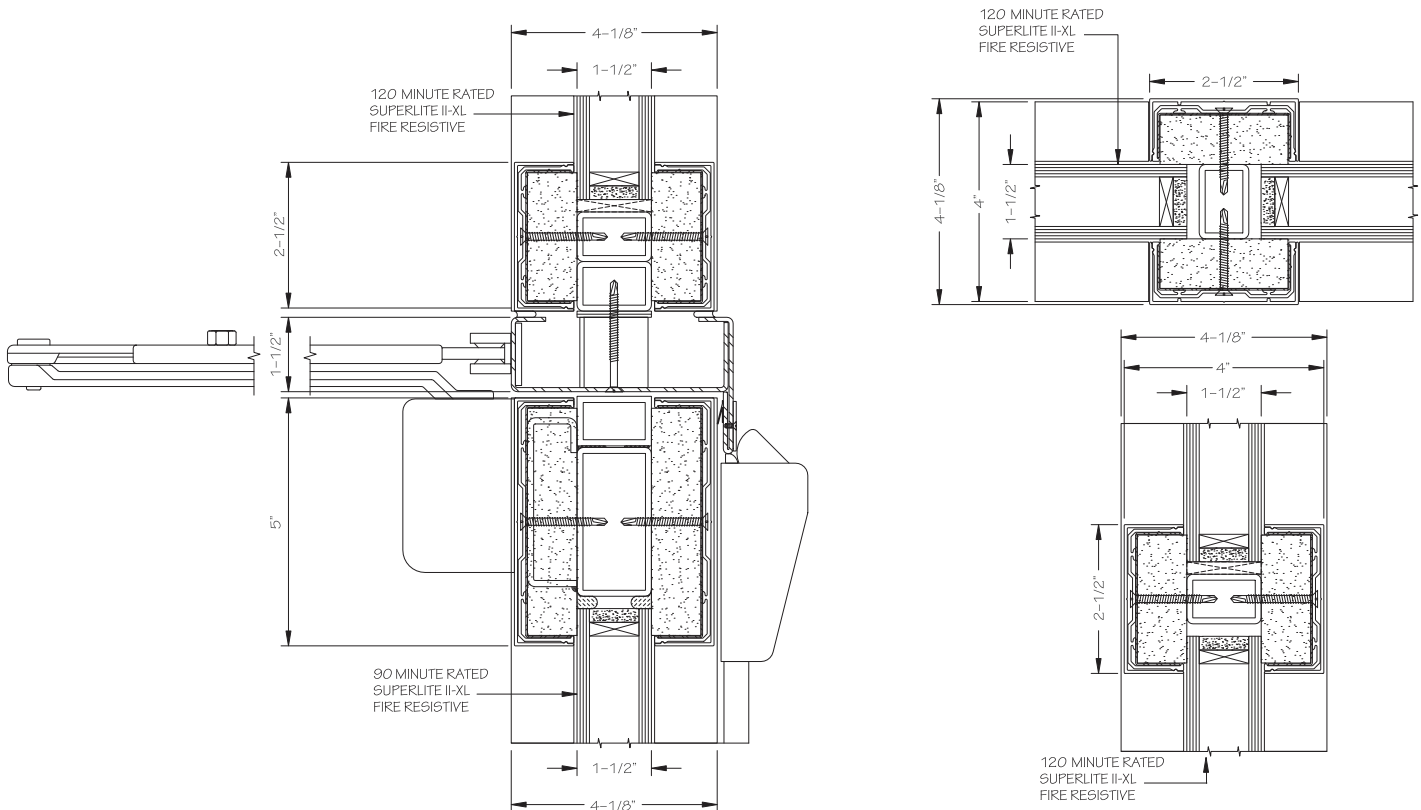 4-1/8"
1-1/2"
120 MINUTE RATED
SUPERLITE II-XL
FIRE RESISTIVE
2-1/2"
1-1/2"
5"
90 MINUTE RATED
SUPERLITE II-XL
FIRE RESISTIVE
1-1/2"
4-1/8"
120 MINUTE RATED
SUPERLITE II-XL
FIRE RESISTIVE
2-1/2"
4-1/8"
4"
1-1/2"
4-1/8"
4"
1-1/2"
2-1/2"
120 MINUTE RATED
SUPERLITE II-XL
FIRE RESISTIVE